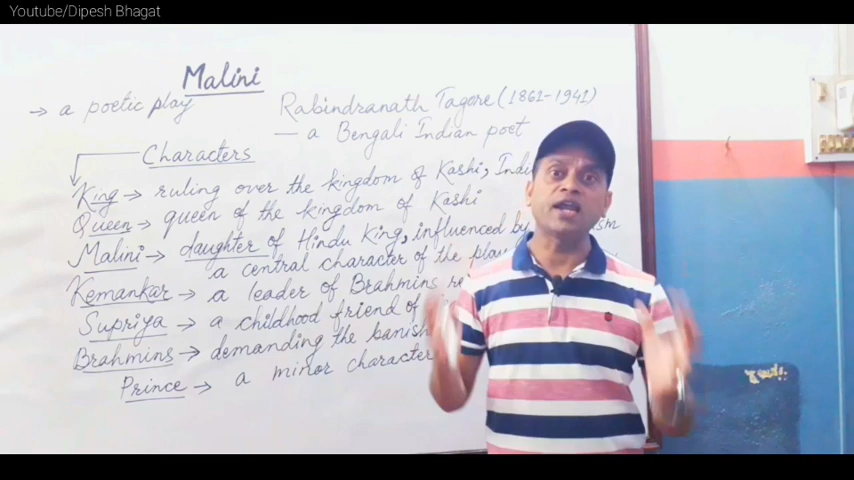 Youtube/Dipesh Bhagat
Malini
→ a poetic play
Rabindranath Tagore (1861-1941)
— a Bengali Indian poet
Characters
King → ruling over the kingdom of Kashi,
Queen → queen of the kingdom of Kashi
Malini → daughter of Hindu King, influenced by
a central character of the play
Kemankar → a leader of Brahmins
Supriya → a childhood friend of
Brahmins → demanding the
Prince → a minor character